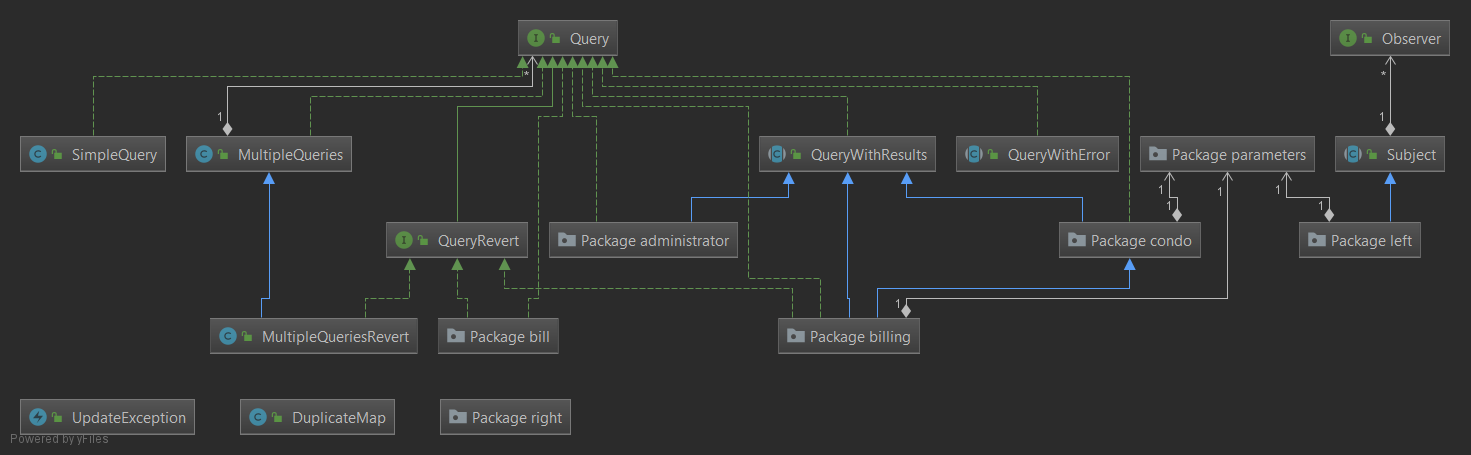 I Query
I Observer
*
*
1
1
C SimpleQuery
C MultipleQueries
C QueryWithResults
C QueryWithError
Package parameters
C Subject
1
1
1
1
1
I QueryRevert
Package administrator
Package condo
Package left
1
C MultipleQueriesRevert
Package bill
Package billing
UpdateException
C DuplicateMap
Package right
Powered by yFiles